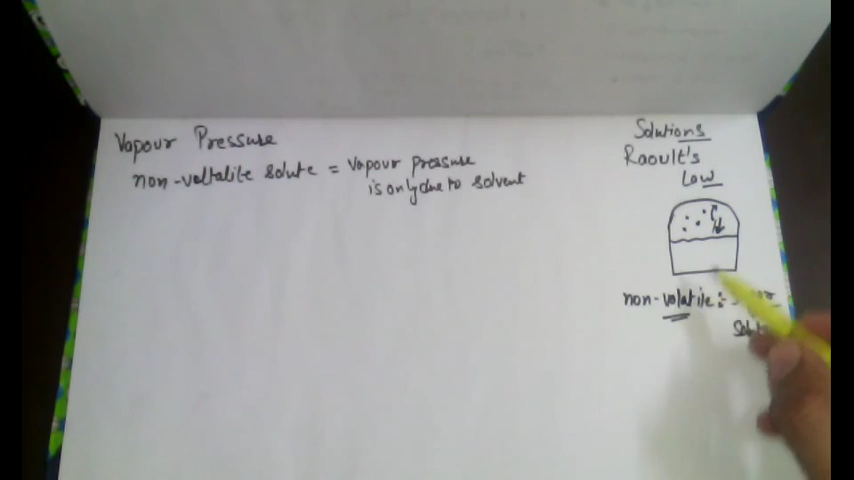 Vapour Pressure
non-voltalite solute = vapour pressure
is only due to solvent
Solutions
Raoult's
Law
non-volatile :-